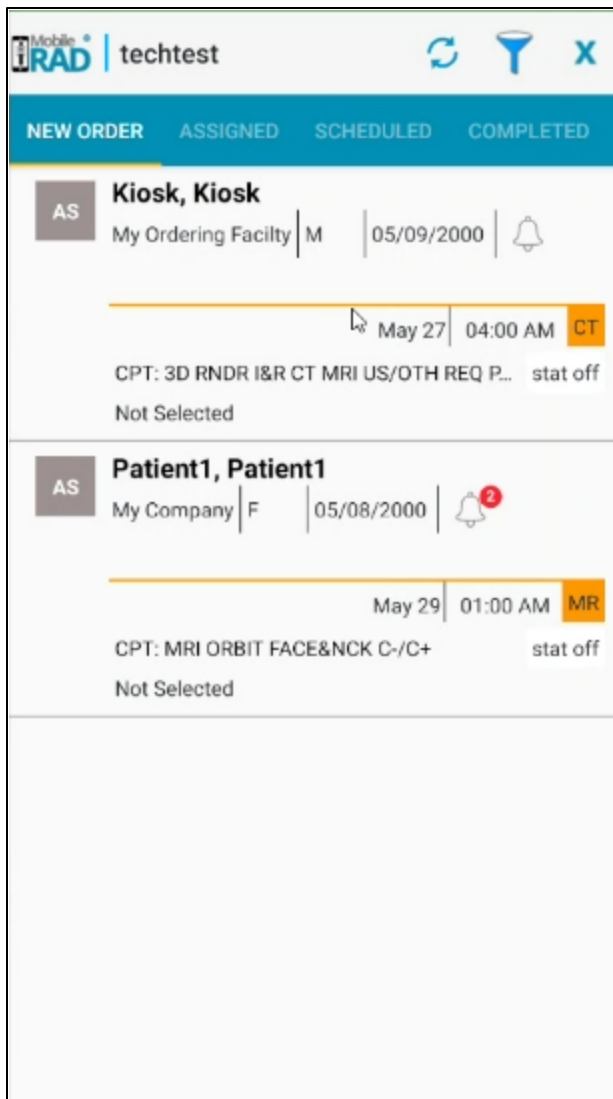 Mobile
RAD techtest X
NEW ORDER ASSIGNED SCHEDULED COMPLETED
AS Kiosk, Kiosk
My Ordering Facilty M 05/09/2000
May 27 04:00 AM CT
CPT: 3D RNDR I&R CT MRI US/OTH REQ P... stat off
Not Selected
AS Patient1, Patient1
My Company F 05/08/2000 2
May 29 01:00 AM MR
CPT: MRI ORBIT FACE&NCK C-/C+ stat off
Not Selected